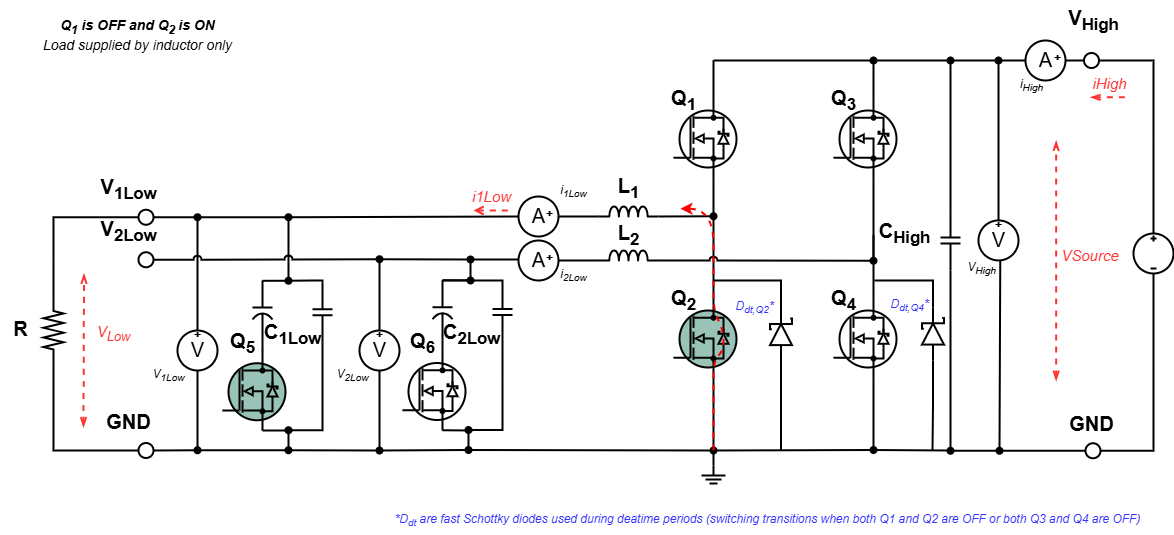 Q1 is OFF and Q2 is ON
Load supplied by inductor only
VHigh
A+
iHigh
iHigh
Q1
Q3
V1Low
i1Low
i1Low
A+
L1
V2Low
A+
i2Low
L2
CHigh
+
V
VHigh
VSource
+
-
R
VLow
+
V
V1Low
Q5
C1Low
+
V
V2Low
Q6
C2Low
Q2
Ddt,Q2*
Q4
Ddt,Q4*
GND
GND
*Ddt are fast Schottky diodes used during deatime periods (switching transitions when both Q1 and Q2 are OFF or both Q3 and Q4 are OFF)